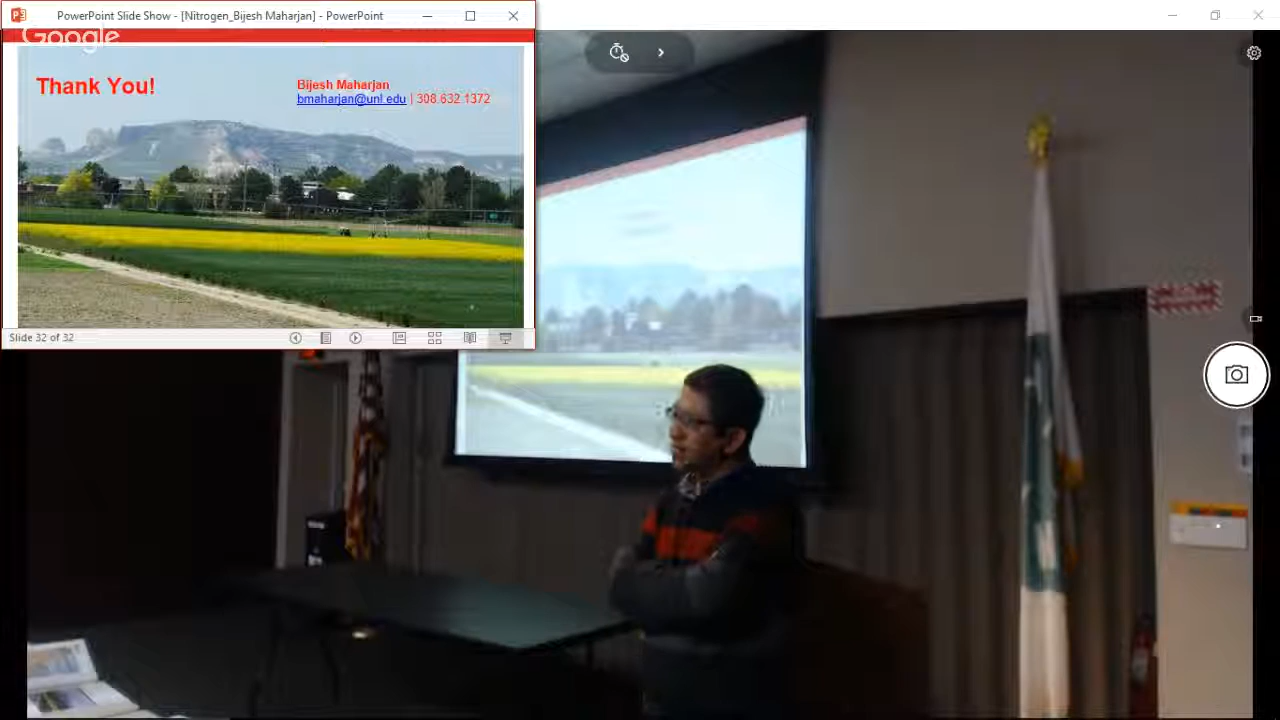 PowerPoint Slide Show - [Nitrogen_Bijesh Maharjan] - PowerPoint
Google
Thank You!
Bijesh Maharjan
bmaharjan@unl.edu | 308.632.1372
Slide 32 of 32